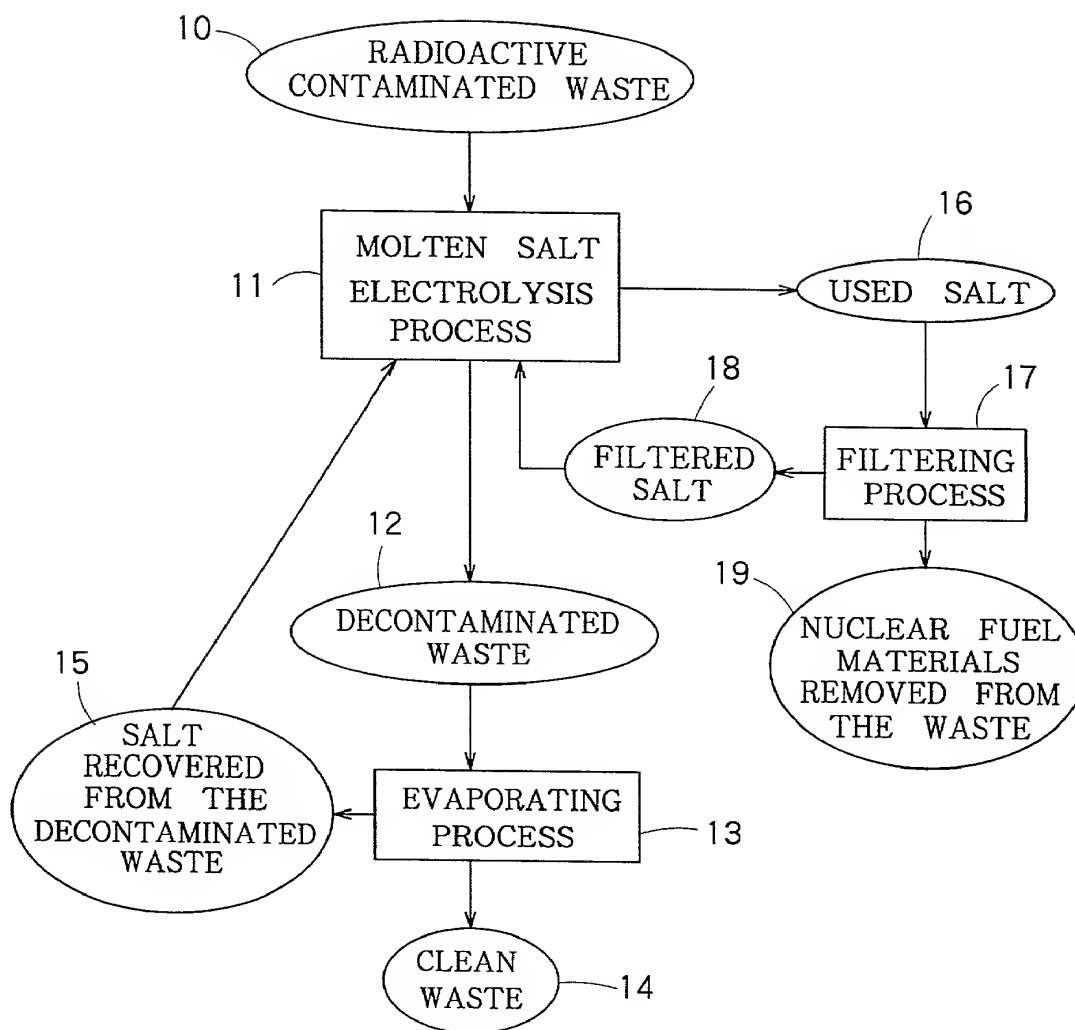 10
RADIOACTIVE
CONTAMINATED WASTE
11
MOLTEN SALT
ELECTROLYSIS
PROCESS
16
USED SALT
18
FILTERED
SALT
17
FILTERING
PROCESS
12
DECONTAMINATED
WASTE
19
NUCLEAR FUEL
MATERIALS
REMOVED FROM
THE WASTE
15
SALT
RECOVERED
FROM THE
DECONTAMINATED
WASTE
EVAPORATING
PROCESS
13
CLEAN
WASTE
14